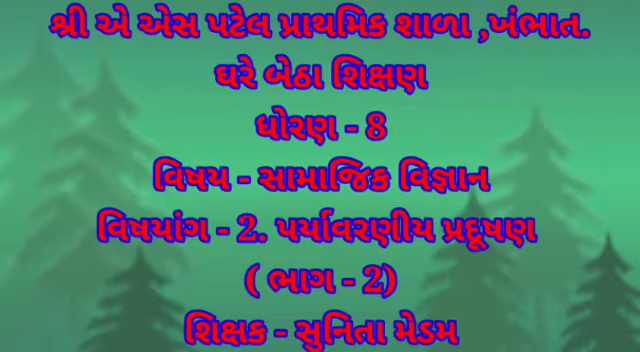 શ્રી એ એસ પટેલ પ્રાથમિક શાળા ,ખંભાત.
ઘરે બેઠા શિક્ષણ
ધોરણ - 8
વિષય - સામાજિક વિજ્ઞાન
વિષયાંગ - 2. પર્યાવરણીય પ્રદૂષણ
( ભાગ - 2)
શિક્ષક - સુનિતા મેડમ